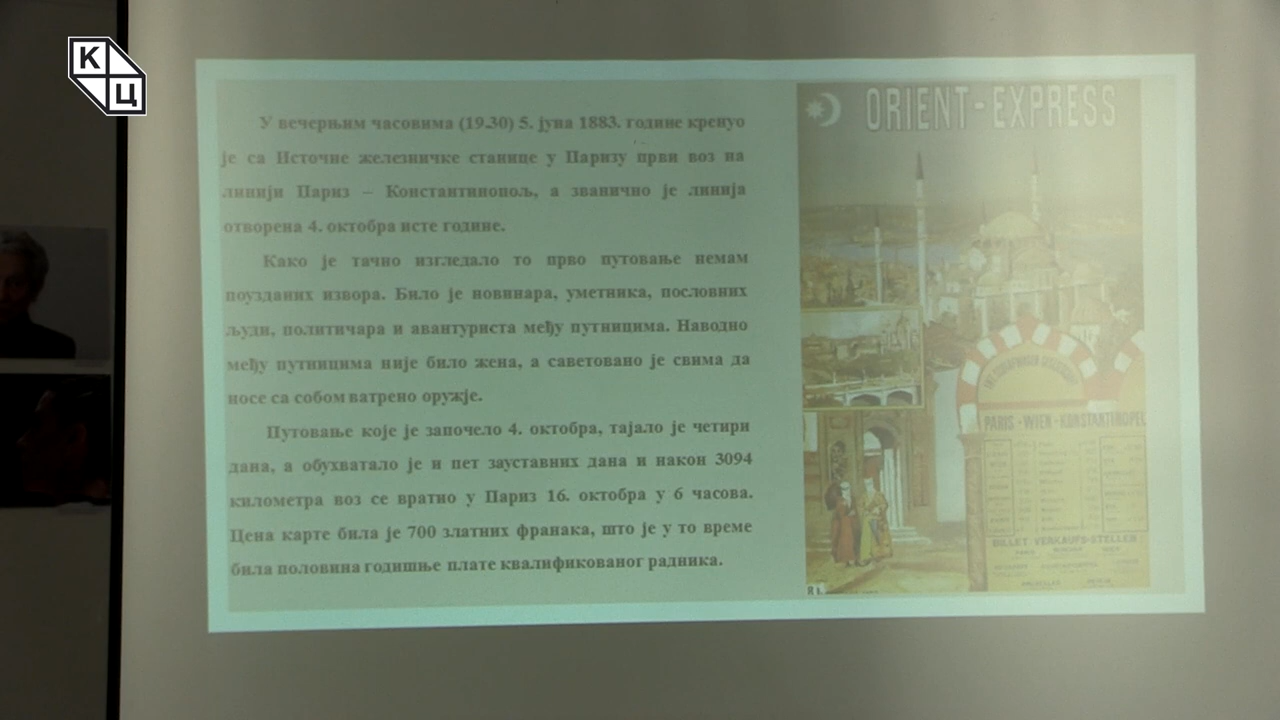 К
Ц
У вечерњим часовима (19.30) 5. јуна 1883. године кренуо
је са Источне железничке станице у Паризу први воз на
линији Париз – Константинопољ, а званично је линија
отворена 4. октобра исте године.
Како је тачно изгледало то прво путовање немам
поузданих извора. Било је новинара, уметника, пословних
људи, политичара и авантуриста међу путницима. Наводно
међу путницима није било жена, а саветовано је свима да
носе са собом ватрено оружје.
Путовање које је започело 4. октобра, тајало је четири
дана, а обухватало је и пет зауставних дана и након 3094
километра воз се вратио у Париз 16. октобра у 6 часова.
Цена карте била је 700 златних франака, што је у то време
била половина годишње плате квалификованог радника.
ORIENT-EXPRESS
PARIS-WIEN-KONSTANTINOPEL
BILLET VERKAUFS-STELLEN